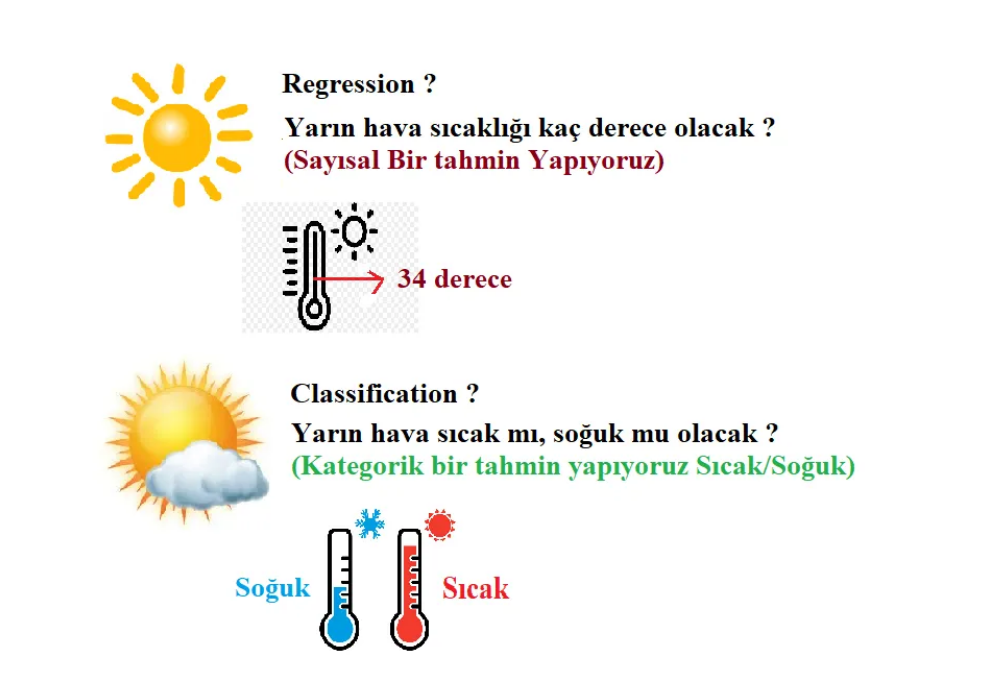 Regression ?
Yarın hava sıcaklığı kaç derece olacak ?
(Sayısal Bir tahmin Yapıyoruz)
34 derece
Classification ?
Yarın hava sıcak mı, soğuk mu olacak ?
(Kategorik bir tahmin yapıyoruz Sıcak/Soğuk)
Soğuk
Sıcak